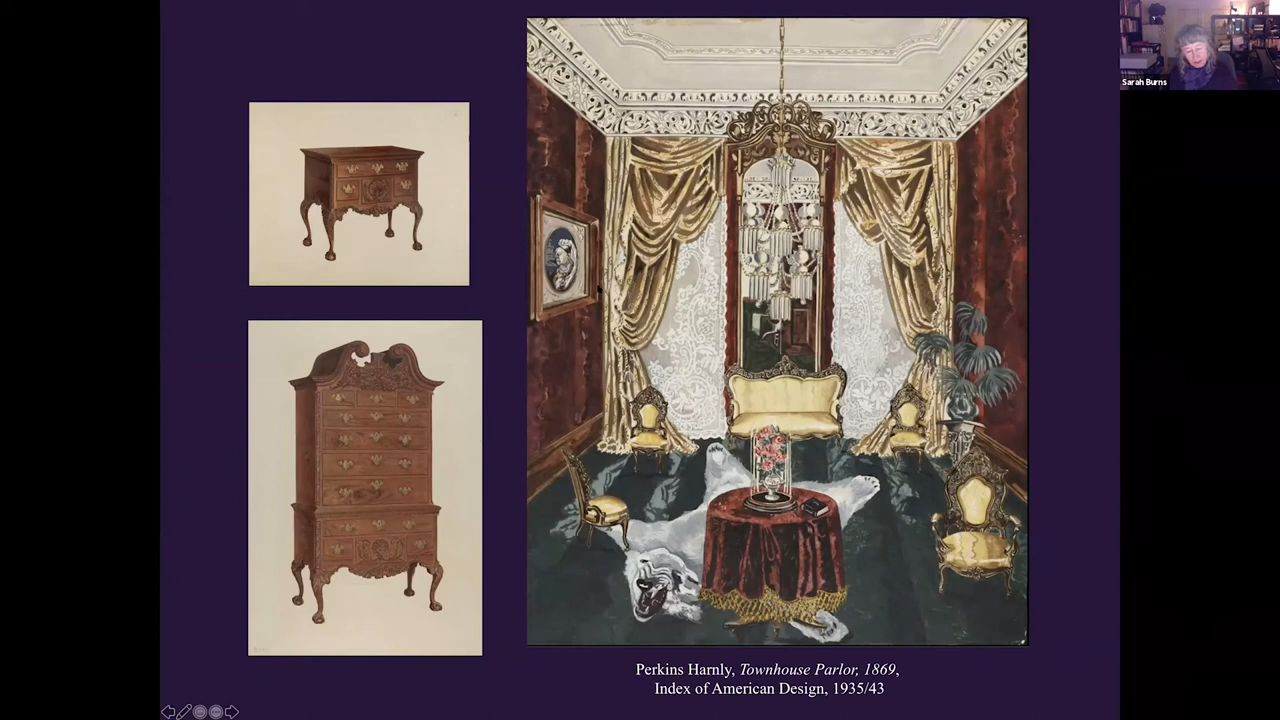 Sarah Burns
Perkins Harnly, Townhouse Parlor, 1869,
Index of American Design, 1935/43